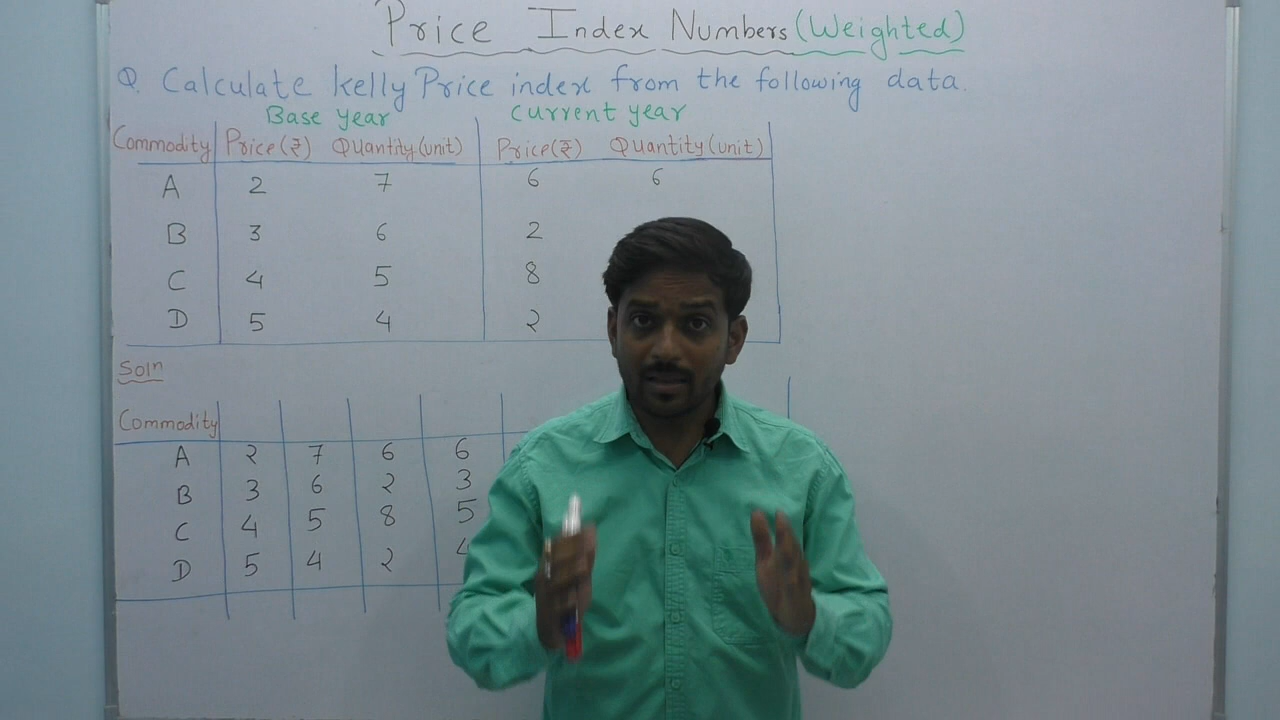 Price Index Numbers (Weighted)
Q. Calculate kelly Price index from the following data.
Base year Current year
Commodity Price(₹) Quantity(unit) Price(₹) Quantity(unit)
A 2 7 6 6
B 3 6 2
C 4 5 8
D 5 4 2
Soln
Commodity
A 2 7 6 6
B 3 6 2 3
C 4 5 8 5
D 5 4 2 4